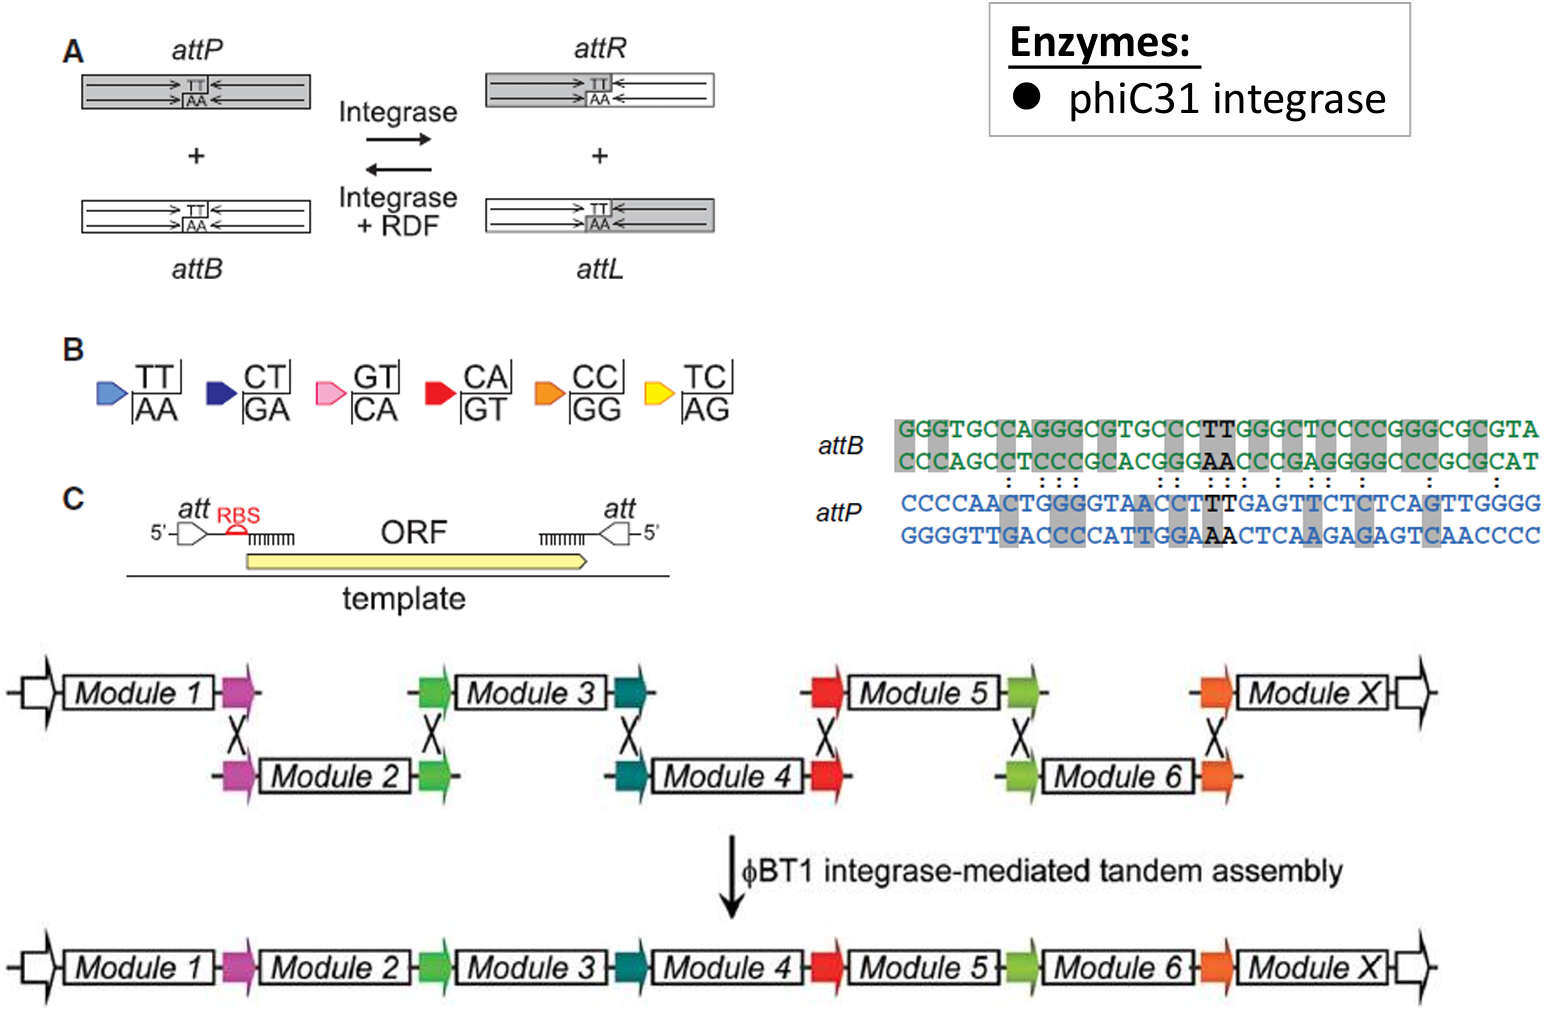 A
attP
TT
AA
+
TT
AA
attB
Integrase
Integrase
+ RDF
attR
TT
AA
+
TT
AA
attL
Enzymes:
● phiC31 integrase
B
TT CT GT CA CC TC
AA GA CA GT GG AG
attB
GGGTGCCAGGGCGTGCCCTTGGGCTCCCCGGGCGCGTA
CCCAGCCTCCCGCACGGGAACCCGAGGGGCCCGCGCAT
: : : : : : : : : : : : : : :
attP
CCCCAACTGGGGTAACCTTTGAGTTCTCTCAGTTGGGG
GGGGTTGACCCCATTGGAAACTCAAGAGAGTCAACCCC
C
att RBS att
5' ORF 5'
template
Module 1 Module 3 Module 5 Module X
X X X X X X
Module 2 Module 4 Module 6
ϕBT1 integrase-mediated tandem assembly
Module 1 Module 2 Module 3 Module 4 Module 5 Module 6 Module X